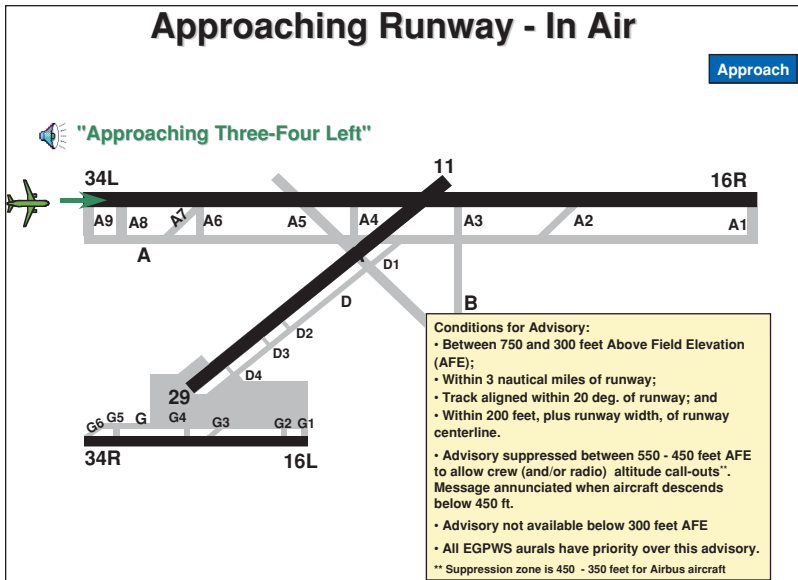 Approaching Runway - In Air
Approach
"Approaching Three-Four Left"
11
34L
16R
A9
A8
A7
A6
A5
A4
A3
A2
A1
A
D1
D
B
D2
D3
D4
29
G6
G5
G
G4
G3
G2
G1
34R
16L
Conditions for Advisory:
• Between 750 and 300 feet Above Field Elevation
(AFE);
• Within 3 nautical miles of runway;
• Track aligned within 20 deg. of runway; and
• Within 200 feet, plus runway width, of runway
centerline.
• Advisory suppressed between 550 - 450 feet AFE
to allow crew (and/or radio) altitude call-outs**.
Message annunciated when aircraft descends
below 450 ft.
• Advisory not available below 300 feet AFE
• All EGPWS aurals have priority over this advisory.
** Suppression zone is 450 - 350 feet for Airbus aircraft